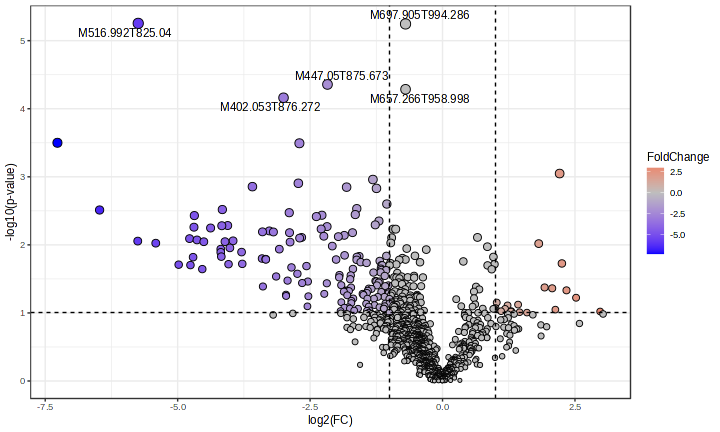 M697.905T994.286
M516.992T825.04
M447.05T875.673
M657.266T958.998
M402.053T876.272
5
4
3
2
1
0
-log10(p-value)
-7.5
-5.0
-2.5
0.0
2.5
log2(FC)
FoldChange
2.5
0.0
-2.5
-5.0